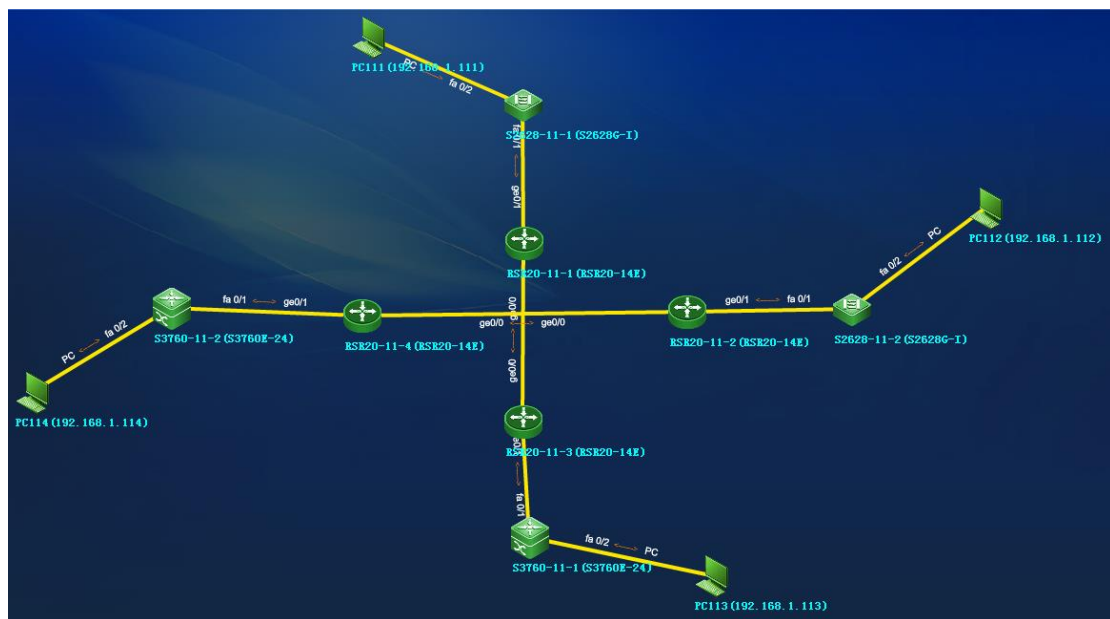 PC111(192.168.1.111)
PC
fa 0/2
S2628-11-1(S2628G-I)
fa 0/1
ge0/1
RSR20-11-1(RSR20-14E)
PC112(192.168.1.112)
PC
fa 0/2
fa 0/1
ge0/1
ge0/1
fa 0/1
S3760-11-2(S3760E-24)
RSR20-11-4(RSR20-14E)
ge0/0
ge0/0
ge0/0
ge0/0
RSR20-11-2(RSR20-14E)
S2628-11-2(S2628G-I)
PC
fa 0/2
PC114(192.168.1.114)
RSR20-11-3(RSR20-14E)
fa 0/1
S3760-11-1(S3760E-24)
fa 0/2
PC
PC113(192.168.1.113)